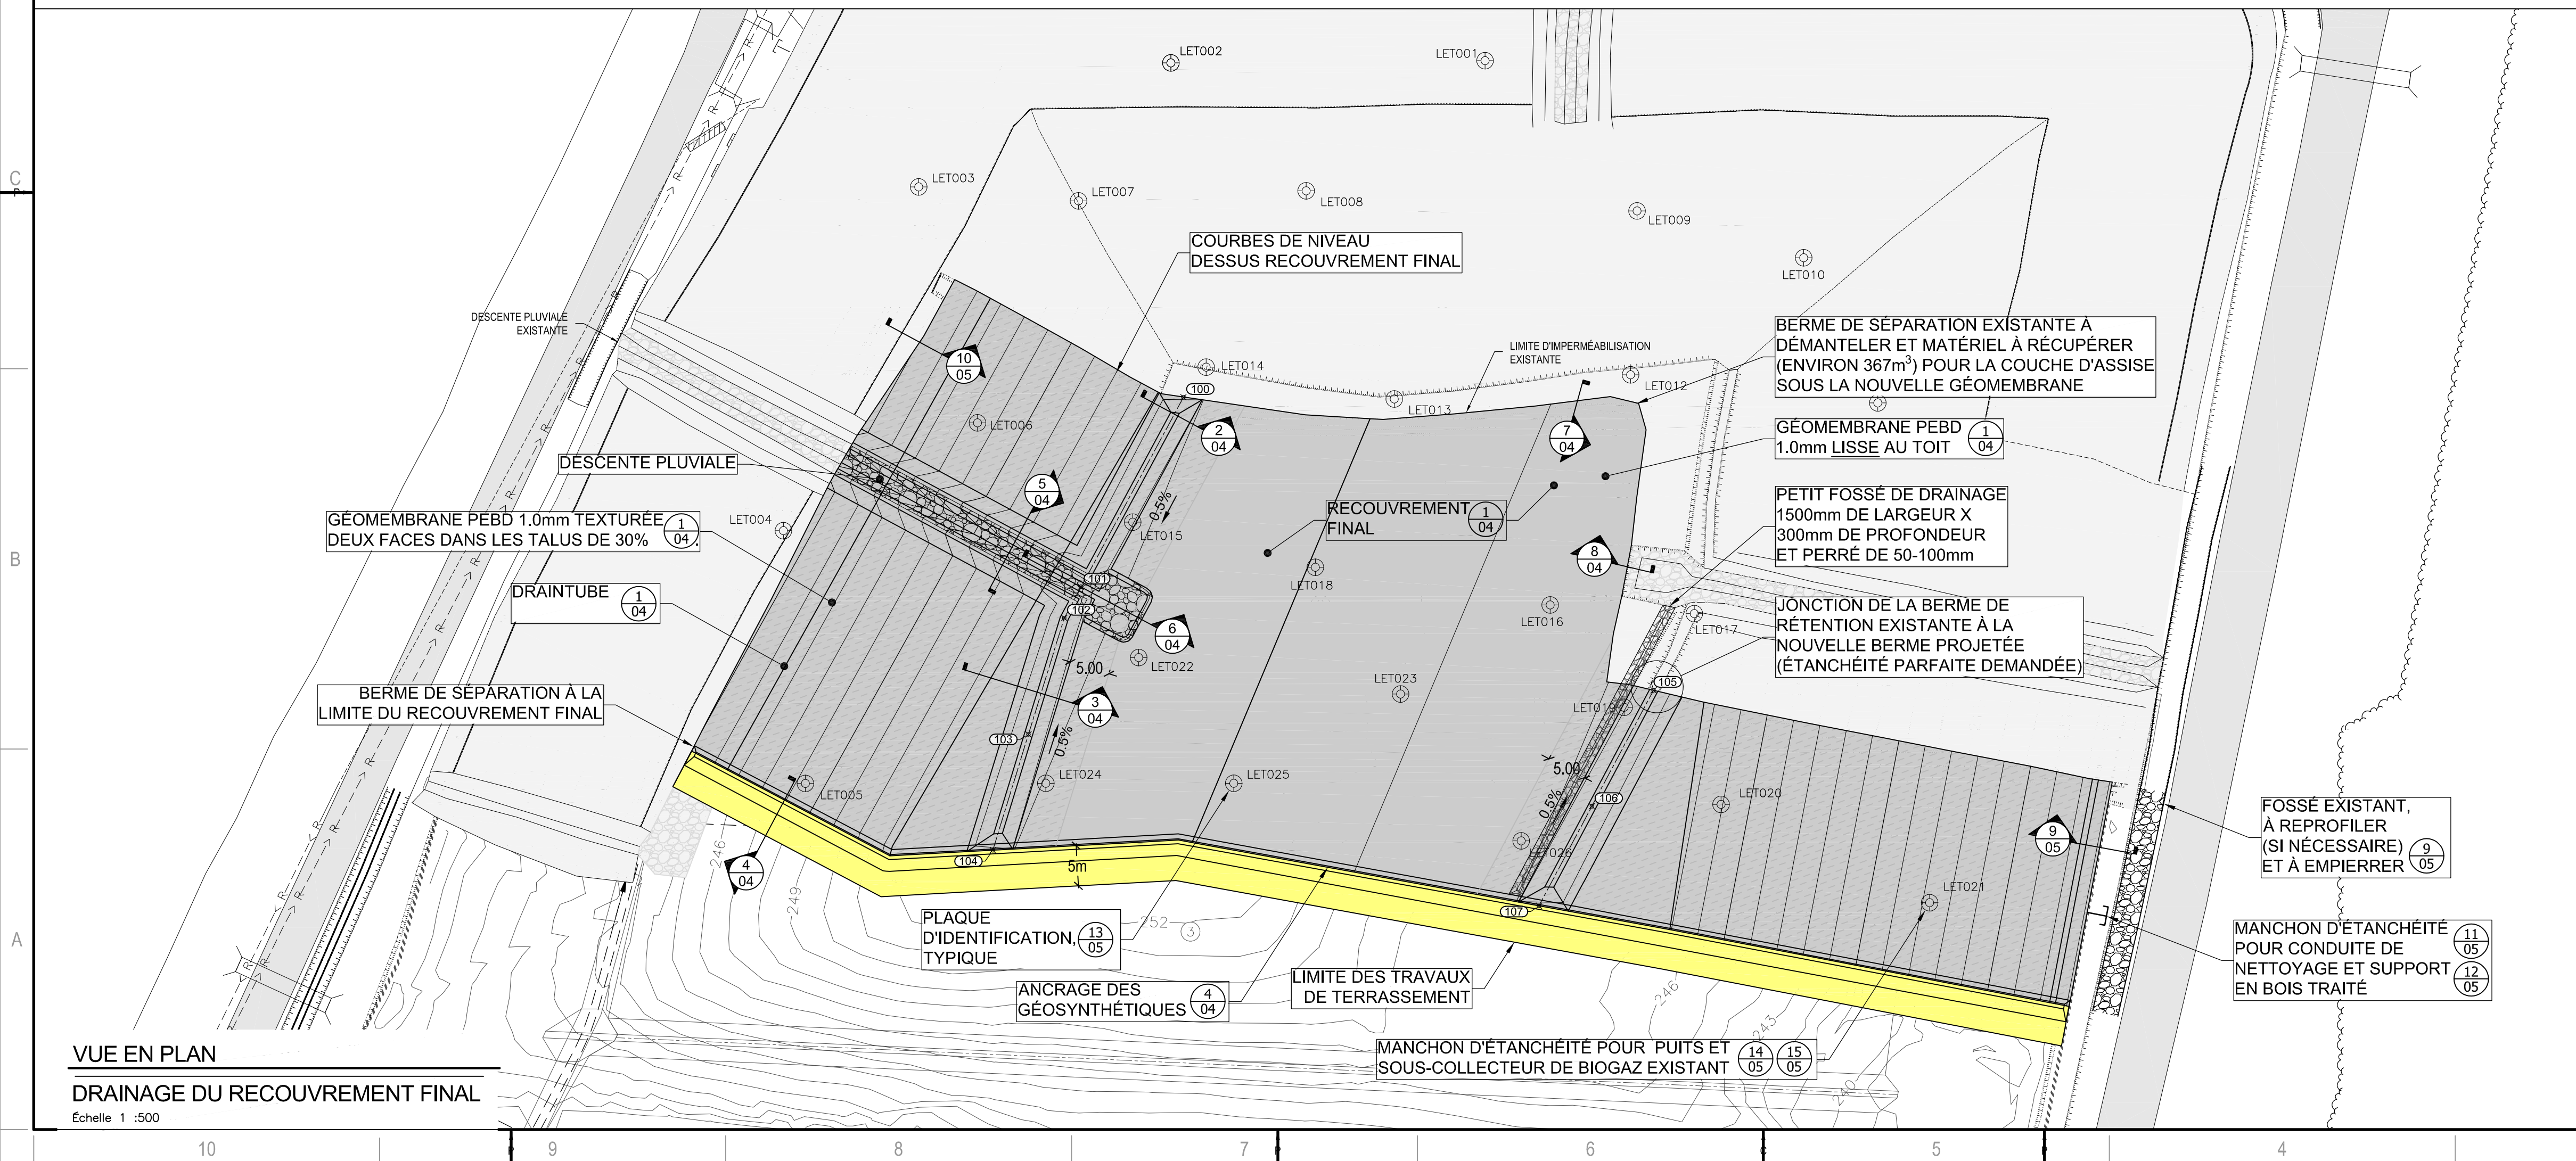 LET002
LET001
C
P
LET003
LET007
LET008
LET009
LET010
COURBES DE NIVEAU
DESSUS RECOUVREMENT FINAL
DESCENTE PLUVIALE
EXISTANTE
10
05
LET014
100
LIMITE D'IMPERMÉABILISATION
EXISTANTE
LET012
LET013
BERME DE SÉPARATION EXISTANTE À
DÉMANTELER ET MATÉRIEL À RÉCUPÉRER
(ENVIRON 367m³) POUR LA COUCHE D'ASSISE
SOUS LA NOUVELLE GÉOMEMBRANE
LET006
2
04
7
04
GÉOMEMBRANE PEBD
1.0mm LISSE AU TOIT
1
04
DESCENTE PLUVIALE
5
04
0.5%
LET015
RECOUVREMENT
FINAL
1
04
PETIT FOSSÉ DE DRAINAGE
1500mm DE LARGEUR X
300mm DE PROFONDEUR
ET PERRÉ DE 50-100mm
GÉOMEMBRANE PEBD 1.0mm TEXTURÉE
DEUX FACES DANS LES TALUS DE 30%
1
04
LET004
B
8
04
LET018
101
102
DRAINTUBE
1
04
LET016
LET017
JONCTION DE LA BERME DE
RÉTENTION EXISTANTE À LA
NOUVELLE BERME PROJETÉE
(ÉTANCHÉITÉ PARFAITE DEMANDÉE)
6
04
5.00
LET022
LET023
105
LET019
BERME DE SÉPARATION À LA
LIMITE DU RECOUVREMENT FINAL
3
04
103
0.5%
LET024
LET025
LET005
5.00
0.5%
106
LET020
FOSSÉ EXISTANT,
À REPROFILER
(SI NÉCESSAIRE)
ET À EMPIERRER
9
05
9
05
246
4
04
104
5m
LET026
249
107
LET021
252
3
PLAQUE
D'IDENTIFICATION,
TYPIQUE
13
05
A
MANCHON D'ÉTANCHÉITÉ
POUR CONDUITE DE
NETTOYAGE ET SUPPORT
EN BOIS TRAITÉ
11
05
12
05
ANCRAGE DES
GÉOSYNTHÉTIQUES
4
04
LIMITE DES TRAVAUX
DE TERRASSEMENT
246
243
240
MANCHON D'ÉTANCHÉITÉ POUR PUITS ET
SOUS-COLLECTEUR DE BIOGAZ EXISTANT
14
05
15
05
VUE EN PLAN
DRAINAGE DU RECOUVREMENT FINAL
Échelle 1 :500
10
9
8
7
6
5
4